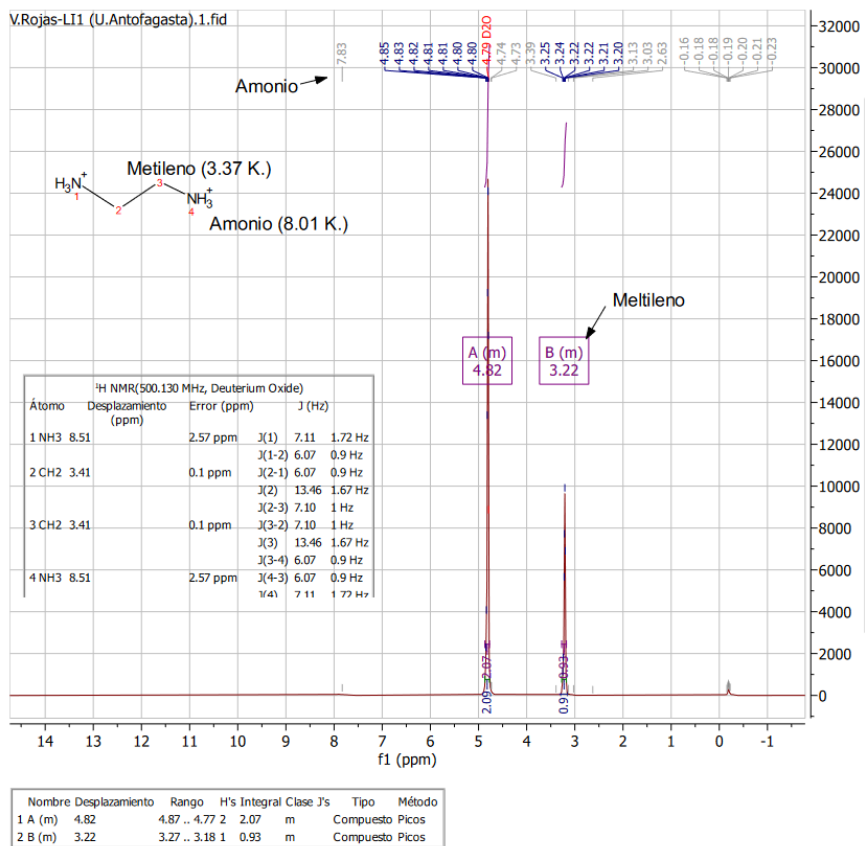 V.Rojas-LI1 (U.Antofagasta).1.fid
7.83
4.85
4.83
4.82
4.81
4.81
4.80
4.80
4.79 D2O
4.74
4.73
3.39
3.25
3.24
3.22
3.22
3.21
3.20
3.13
3.03
2.63
-0.16
-0.18
-0.18
-0.19
-0.20
-0.21
-0.23
Amonio
Metileno (3.37 K.)
H3N+
1
2
3
NH3+
4
Amonio (8.01 K.)
Meltileno
A (m)
4.82
B (m)
3.22
1H NMR(500.130 MHz, Deuterium Oxide)
Átomo Desplazamiento (ppm) Error (ppm) J (Hz)
1 NH3 8.51 2.57 ppm J(1) 7.11 1.72 Hz
J(1-2) 6.07 0.9 Hz
2 CH2 3.41 0.1 ppm J(2-1) 6.07 0.9 Hz
J(2) 13.46 1.67 Hz
J(2-3) 7.10 1 Hz
3 CH2 3.41 0.1 ppm J(3-2) 7.10 1 Hz
J(3) 13.46 1.67 Hz
J(3-4) 6.07 0.9 Hz
4 NH3 8.51 2.57 ppm J(4-3) 6.07 0.9 Hz
J(4) 7.11 1.72 Hz
2.07
2.09
0.93
0.91
32000
30000
28000
26000
24000
22000
20000
18000
16000
14000
12000
10000
8000
6000
4000
2000
0
14 13 12 11 10 9 8 7 6 5 4 3 2 1 0 -1
f1 (ppm)
Nombre Desplazamiento Rango H's Integral Clase J's Tipo Método
1 A (m) 4.82 4.87 .. 4.77 2 2.07 m Compuesto Picos
2 B (m) 3.22 3.27 .. 3.18 1 0.93 m Compuesto Picos